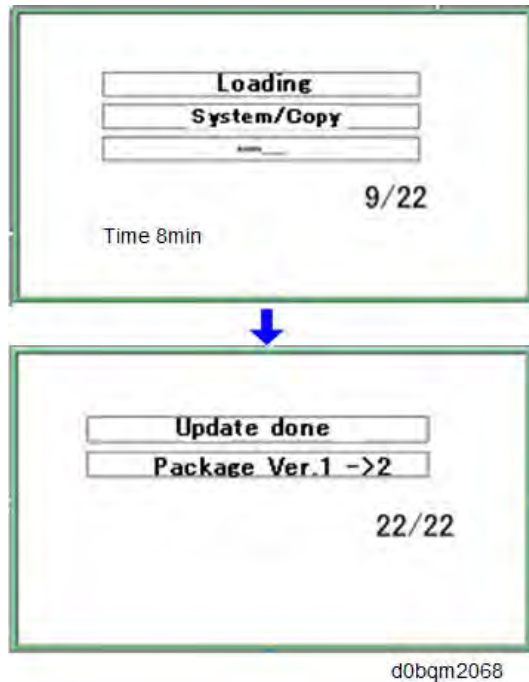 Loading
System/Copy
9/22
Time 8min
Update done
Package Ver.1 ->2
22/22
d0bqm2068